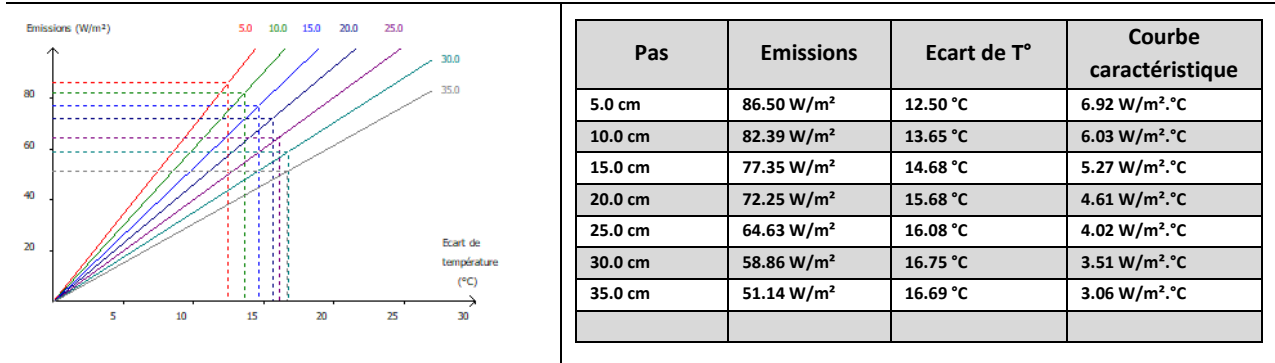 Emissions (W/m²)
5.0 10.0 15.0 20.0 25.0
30.0
35.0
80
60
40
20
Ecart de
température
(°C)
5 10 15 20 25 30
Pas Emissions Ecart de T° Courbe
caractéristique
5.0 cm 86.50 W/m² 12.50 °C 6.92 W/m².°C
10.0 cm 82.39 W/m² 13.65 °C 6.03 W/m².°C
15.0 cm 77.35 W/m² 14.68 °C 5.27 W/m².°C
20.0 cm 72.25 W/m² 15.68 °C 4.61 W/m².°C
25.0 cm 64.63 W/m² 16.08 °C 4.02 W/m².°C
30.0 cm 58.86 W/m² 16.75 °C 3.51 W/m².°C
35.0 cm 51.14 W/m² 16.69 °C 3.06 W/m².°C